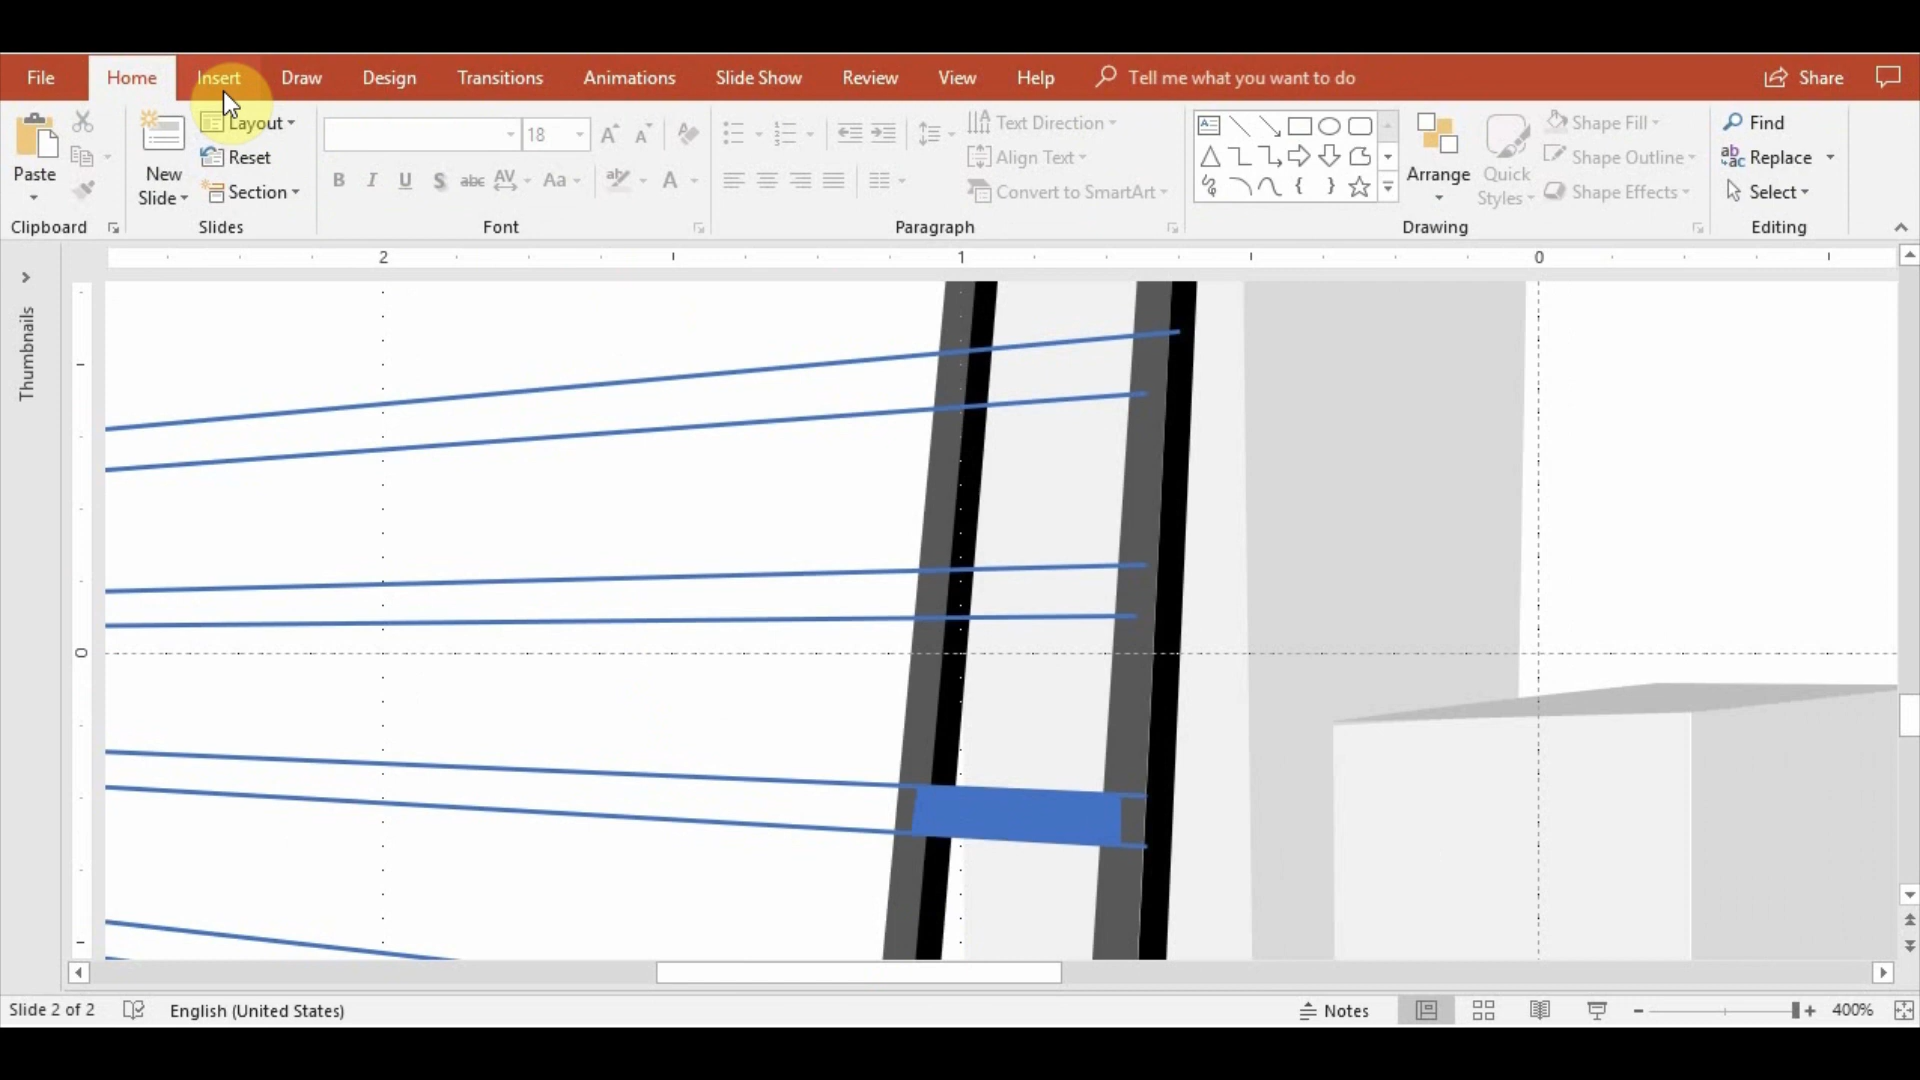 File Home Insert Draw Design Transitions Animations Slide Show Review View Help Tell me what you want to do Share
Paste
New Slide
Layout
Reset
Section
18
B I U S abc AV Aa A
Text Direction
Align Text
Convert to SmartArt
Arrange
Quick Styles
Shape Fill
Shape Outline
Shape Effects
Find
Replace
Select
Clipboard Slides Font Paragraph Drawing Editing
2 1 0
Thumbnails
0
Slide 2 of 2 English (United States) Notes 400%